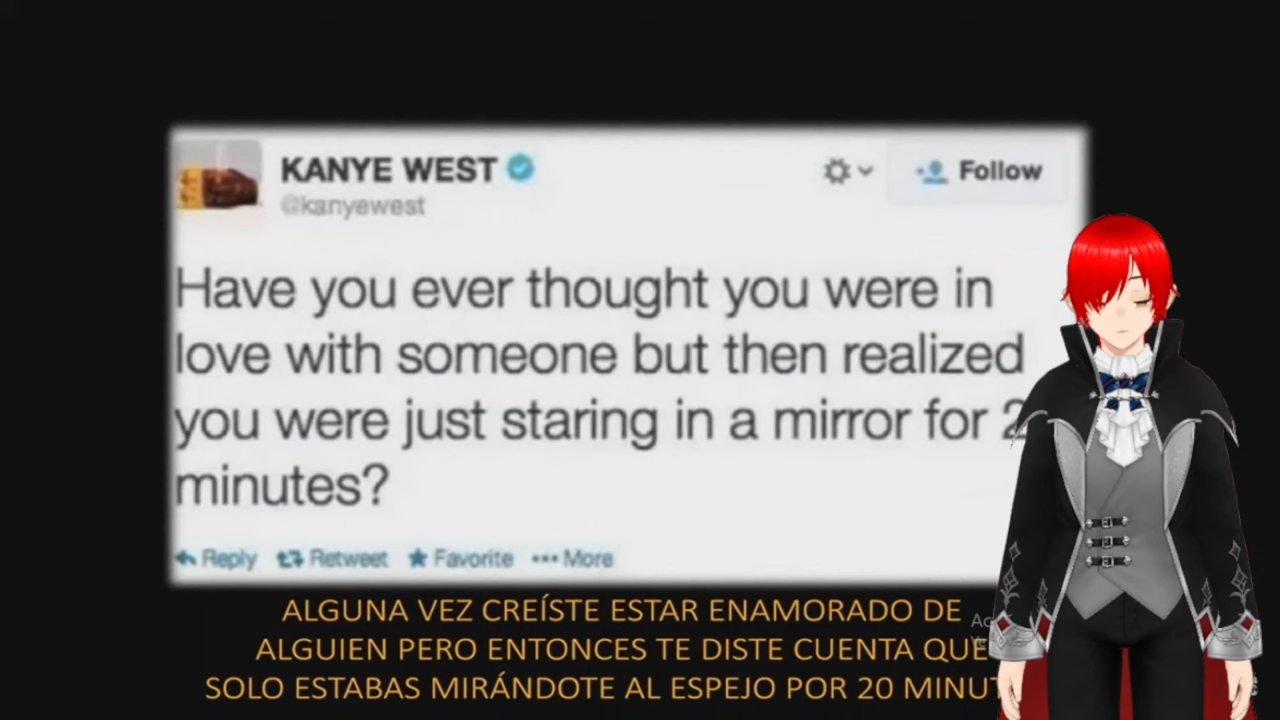 KANYE WEST
@kanyewest
Follow
Have you ever thought you were in
love with someone but then realized
you were just staring in a mirror for
minutes?
Reply Retweet Favorite More
ALGUNA VEZ CREÍSTE ESTAR ENAMORADO DE
ALGUIEN PERO ENTONCES TE DISTE CUENTA QUE
SOLO ESTABAS MIRÁNDOTE AL ESPEJO POR 20